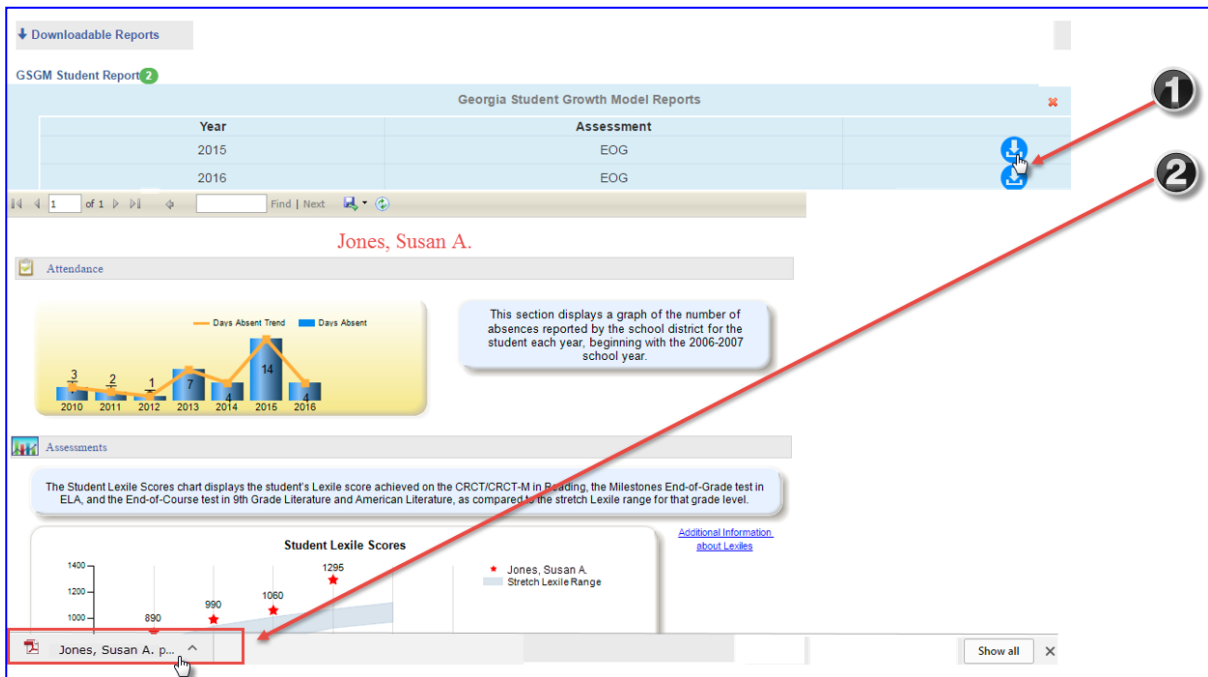 Downloadable Reports
GSGM Student Report 2
Georgia Student Growth Model Reports
Year Assessment
2015 EOG
2016 EOG
1
2
1 of 1 Find | Next
Jones, Susan A.
Attendance
Days Absent Trend Days Absent
3 2 1 7 4 14 4
2010 2011 2012 2013 2014 2015 2016
This section displays a graph of the number of
absences reported by the school district for the
student each year, beginning with the 2006-2007
school year.
Assessments
The Student Lexile Scores chart displays the student's Lexile score achieved on the CRCT/CRCT-M in Reading, the Milestones End-of-Grade test in
ELA, and the End-of-Course test in 9th Grade Literature and American Literature, as compared to the stretch Lexile range for that grade level.
Additional Information
about Lexiles
Student Lexile Scores
1400
1200
1000
890
990
1060
1295
Jones, Susan A.
Stretch Lexile Range
Jones, Susan A. p...
Show all